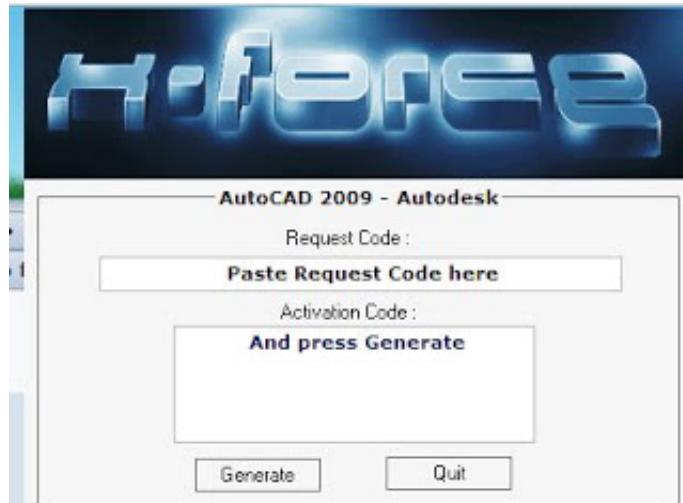 X-FORCE
AutoCAD 2009 - Autodesk
Request Code :
Paste Request Code here
Activation Code :
And press Generate
Generate
Quit